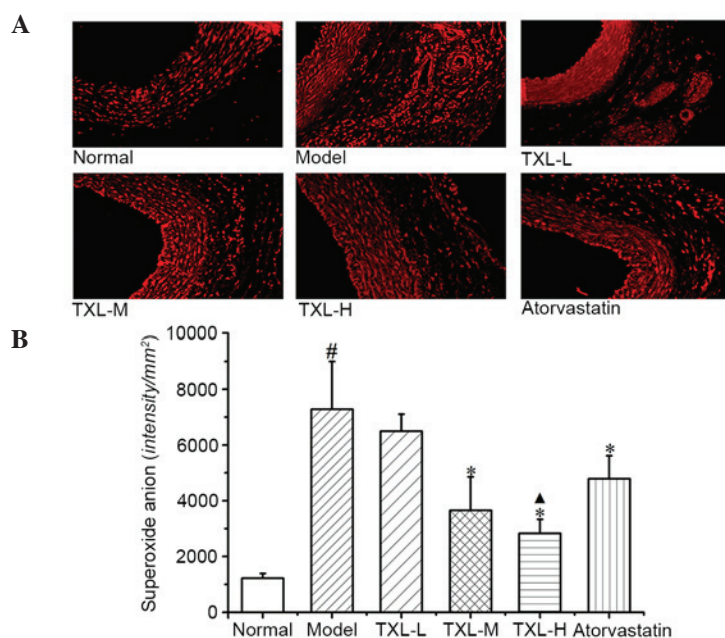 A
Normal
Model
TXL-L
TXL-M
TXL-H
Atorvastatin
B
Superoxide anion (intensity/mm²)
10000
8000
6000
4000
2000
0
#
*
▲
*
*
Normal
Model
TXL-L
TXL-M
TXL-H
Atorvastatin